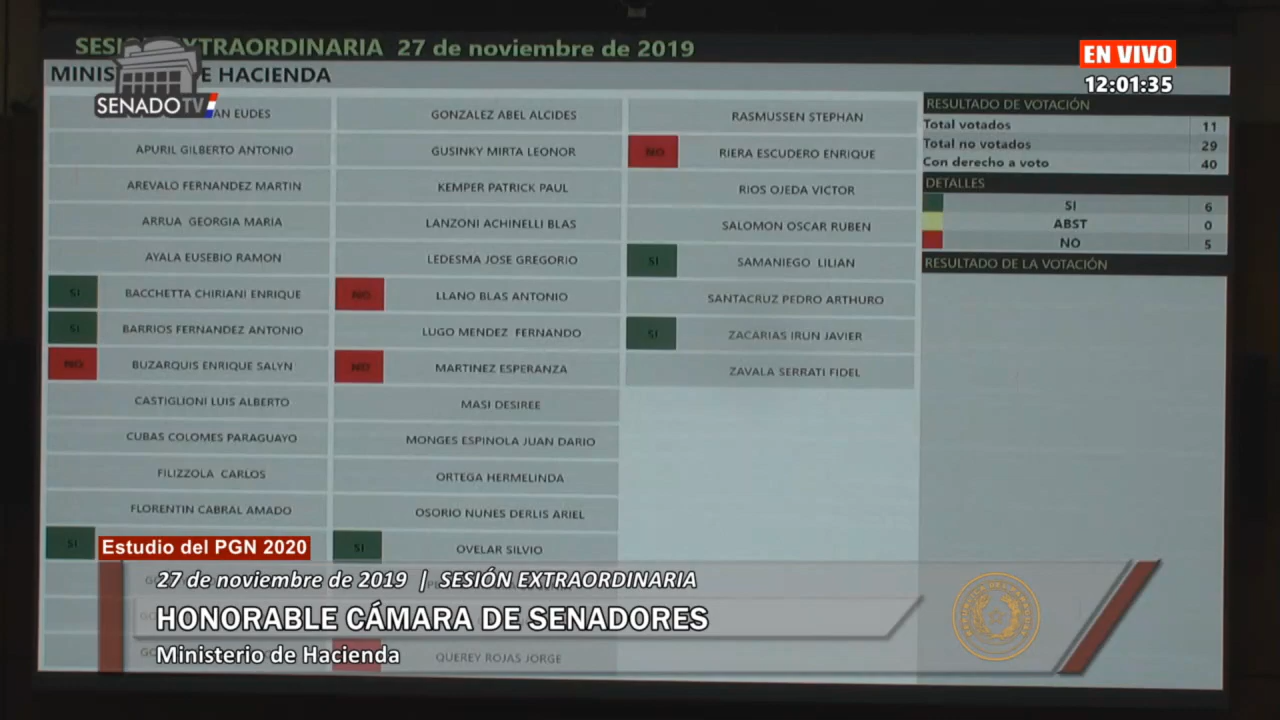 SESI XTRAORDINARIA 27 de noviembre de 2019
MINIS DE HACIENDA
SENADOTV
EN VIVO
12:01:35
AN EUDES
APURIL GILBERTO ANTONIO
AREVALO FERNANDEZ MARTIN
ARRUA GEORGIA MARIA
AYALA EUSEBIO RAMON
SI BACCHETTA CHIRIANI ENRIQUE
SI BARRIOS FERNANDEZ ANTONIO
NO BUZARQUIS ENRIQUE SALYN
CASTIGLIONI LUIS ALBERTO
CUBAS COLOMES PARAGUAYO
FILIZZOLA CARLOS
FLORENTIN CABRAL AMADO
SI
GONZALEZ ABEL ALCIDES
GUSINKY MIRTA LEONOR
KEMPER PATRICK PAUL
LANZONI ACHINELLI BLAS
LEDESMA JOSE GREGORIO
NO LLANO BLAS ANTONIO
LUGO MENDEZ FERNANDO
NO MARTINEZ ESPERANZA
MASI DESIREE
MONGES ESPINOLA JUAN DARIO
ORTEGA HERMELINDA
OSORIO NUNES DERLIS ARIEL
SI OVELAR SILVIO
QUEREY ROJAS JORGE
RASMUSSEN STEPHAN
NO RIERA ESCUDERO ENRIQUE
RIOS OJEDA VICTOR
SALOMON OSCAR RUBEN
SI SAMANIEGO LILIAN
SANTACRUZ PEDRO ARTHURO
SI ZACARIAS IRUN JAVIER
ZAVALA SERRATI FIDEL
RESULTADO DE VOTACIÓN
Total votados 11
Total no votados 29
Con derecho a voto 40
DETALLES
SI 6
ABST 0
NO 5
RESULTADO DE LA VOTACIÓN
Estudio del PGN 2020
27 de noviembre de 2019 | SESIÓN EXTRAORDINARIA
HONORABLE CÁMARA DE SENADORES
Ministerio de Hacienda